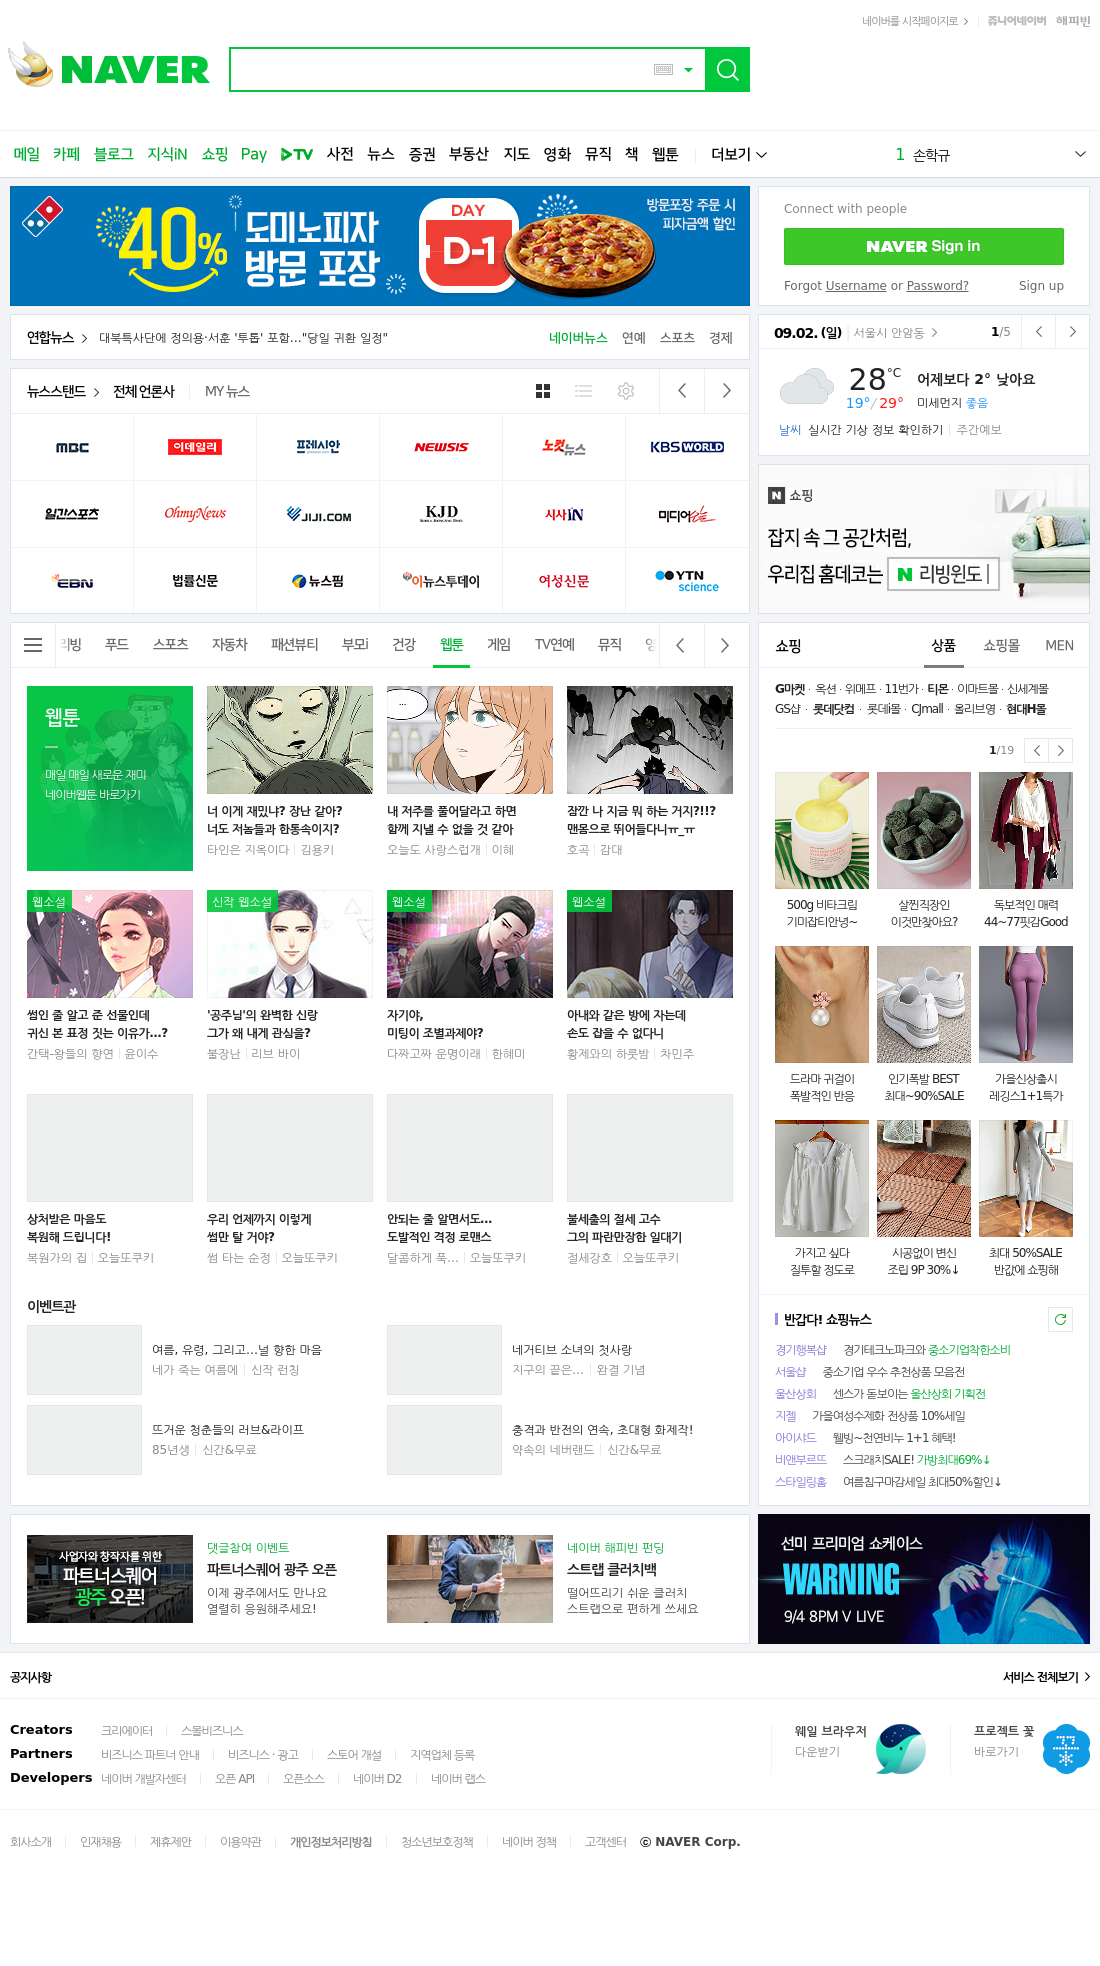 네이버를 시작페이지로
쥬니어네이버 해피빈
NAVER
메일 카페 블로그 지식iN 쇼핑 Pay TV 사전 뉴스 증권 부동산 지도 영화 뮤직 책 웹툰 더보기
1 손학규
40% 도미노피자
방문 포장
DAY
D-1
방문포장 주문 시
피자금액 할인
Connect with people
NAVER Sign in
Forgot Username or Password? Sign up
연합뉴스 대북특사단에 정의용·서훈 '투톱' 포함..."당일 귀환 일정"
네이버뉴스 연예 스포츠 경제
09.02. (일) 서울시 안암동 1/5
28°C 어제보다 2° 낮아요
19°/29° 미세먼지 좋음
날씨 실시간 기상 정보 확인하기 주간예보
뉴스스탠드 전체언론사 MY 뉴스
MBC 이데일리 프레시안 NEWSIS 노컷뉴스 KBS WORLD
일간스포츠 OhmyNews JIJI.COM KJD 시사IN 미디어오늘
EBN 법률신문 뉴스핌 이뉴스투데이 여성신문 YTN science
N 쇼핑
잡지 속 그 공간처럼,
우리집 홈데코는 N 리빙윈도
리빙 푸드 스포츠 자동차 패션뷰티 부모i 건강 웹툰 게임 TV연예 뮤직
웹툰
매일 매일 새로운 재미
네이버웹툰 바로가기
너 이게 재밌냐? 장난 같아?
너도 저놈들과 한통속이지?
타인은 지옥이다 김용키
내 저주를 풀어달라고 하면
함께 지낼 수 없을 것 같아
오늘도 사랑스럽개 이혜
잠깐 나 지금 뭐 하는 거지?!!?
맨몸으로 뛰어들다니ㅠ_ㅠ
호곡 감대
웹소설
썸인 줄 알고 준 선물인데
귀신 본 표정 짓는 이유가...?
간택-왕들의 향연 윤이수
신작 웹소설
'공주님'의 완벽한 신랑
그가 왜 내게 관심을?
불장난 리브 바이
웹소설
자기야,
미팅이 조별과제야?
다짜고짜 운명이래 한혜미
웹소설
아내와 같은 방에 자는데
손도 잡을 수 없다니
황제와의 하룻밤 차민주
상처받은 마음도
복원해 드립니다!
복원가의 집 오늘또쿠키
우리 언제까지 이렇게
썸만 탈 거야?
썸 타는 순정 오늘또쿠키
안되는 줄 알면서도...
도발적인 격정 로맨스
달콤하게 푹... 오늘또쿠키
불세출의 절세 고수
그의 파란만장한 일대기
절세강호 오늘또쿠키
이벤트관
여름, 유령, 그리고...널 향한 마음
네가 죽는 여름에 신작 런칭
네거티브 소녀의 첫사랑
지구의 끝은... 완결 기념
뜨거운 청춘들의 러브&라이프
85년생 신간&무료
충격과 반전의 연속, 초대형 화제작!
약속의 네버랜드 신간&무료
쇼핑 상품 쇼핑몰 MEN
G마켓 · 옥션 · 위메프 · 11번가 · 티몬 · 이마트몰 · 신세계몰
GS샵 · 롯데닷컴 · 롯데i몰 · CJmall · 올리브영 · 현대H몰
1/19
500g 비타크림
기미잡티안녕~
살찐직장인
이것만찾아요?
독보적인 매력
44~77핏감Good
드라마 귀걸이
폭발적인 반응
인기폭발 BEST
최대~90%SALE
가을신상출시
레깅스1+1특가
가지고 싶다
질투할 정도로
시공없이 변신
조립 9P 30%↓
최대 50%SALE
반값에 쇼핑해
반갑다! 쇼핑뉴스
경기행복샵 경기테크노파크와 중소기업착한소비
서울샵 중소기업 우수 추천상품 모음전
울산상회 센스가 돋보이는 울산상회 기획전
지젤 가을여성수제화 전상품 10%세일
아이샤드 웰빙~천연비누 1+1 혜택!
비앤부르뜨 스크래치SALE! 가방최대69%↓
스타일링홈 여름침구마감세일 최대50%할인↓
사업자와 창작자를 위한
파트너스퀘어
광주 오픈!
댓글참여 이벤트
파트너스퀘어 광주 오픈
이제 광주에서도 만나요
열렬히 응원해주세요!
네이버 해피빈 펀딩
스트랩 클러치백
떨어뜨리기 쉬운 클러치
스트랩으로 편하게 쓰세요
선미 프리미엄 쇼케이스
WARNING
9/4 8PM V LIVE
공지사항 서비스 전체보기
Creators 크리에이터 스몰비즈니스
Partners 비즈니스 파트너 안내 비즈니스 · 광고 스토어 개설 지역업체 등록
Developers 네이버 개발자센터 오픈 API 오픈소스 네이버 D2 네이버 랩스
웨일 브라우저
다운받기
프로젝트 꽃
바로가기
회사소개 인재채용 제휴제안 이용약관 개인정보처리방침 청소년보호정책 네이버 정책 고객센터 ⓒ NAVER Corp.